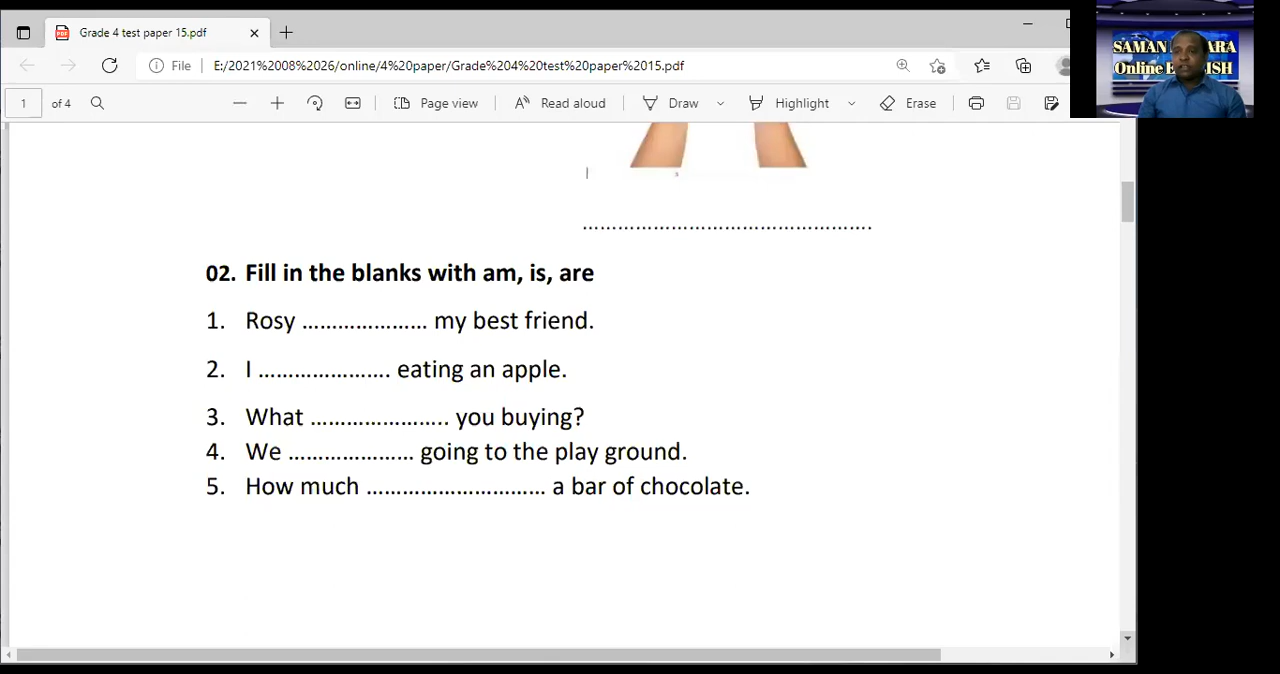 Grade 4 test paper 15.pdf
File
E:/2021%2008%2026/online/4%20paper/Grade%204%20test%20paper%2015.pdf
1 of 4
Page view
Read aloud
Draw
Highlight
Erase
SAMAN
ARA
Online E
ISH
……………………………………………….
02. Fill in the blanks with am, is, are
1. Rosy ………………… my best friend.
2. I …………………. eating an apple.
3. What ………………….. you buying?
4. We ………………… going to the play ground.
5. How much ………………………… a bar of chocolate.